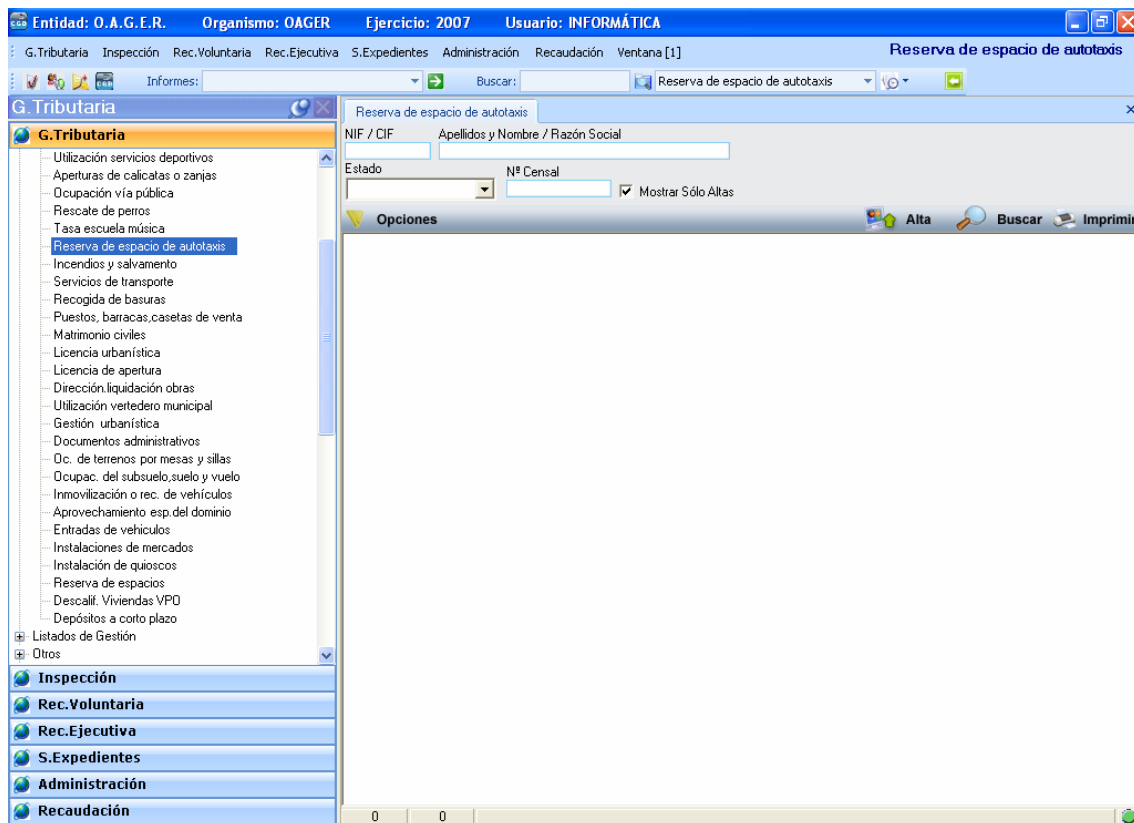 CGD Entidad: O.A.G.E.R. Organismo: OAGER Ejercicio: 2007 Usuario: INFORMÁTICA
G.Tributaria Inspección Rec.Voluntaria Rec.Ejecutiva S.Expedientes Administración Recaudación Ventana [1] Reserva de espacio de autotaxis
Informes: Buscar: Reserva de espacio de autotaxis
G.Tributaria
G.Tributaria
Utilización servicios deportivos
Aperturas de calicatas o zanjas
Ocupación vía pública
Rescate de perros
Tasa escuela música
Reserva de espacio de autotaxis
Incendios y salvamento
Servicios de transporte
Recogida de basuras
Puestos, barracas,casetas de venta
Matrimonio civiles
Licencia urbanística
Licencia de apertura
Dirección.liquidación obras
Utilización vertedero municipal
Gestión urbanística
Documentos administrativos
Oc. de terrenos por mesas y sillas
Ocupac. del subsuelo,suelo y vuelo
Inmovilización o rec. de vehículos
Aprovechamiento esp.del dominio
Entradas de vehiculos
Instalaciones de mercados
Instalación de quioscos
Reserva de espacios
Descalif. Viviendas VPO
Depósitos a corto plazo
Listados de Gestión
Otros
Inspección
Rec.Voluntaria
Rec.Ejecutiva
S.Expedientes
Administración
Recaudación
Reserva de espacio de autotaxis
NIF / CIF Apellidos y Nombre / Razón Social
Estado Nº Censal
Mostrar Sólo Altas
Opciones Alta Buscar Imprimir
0 0